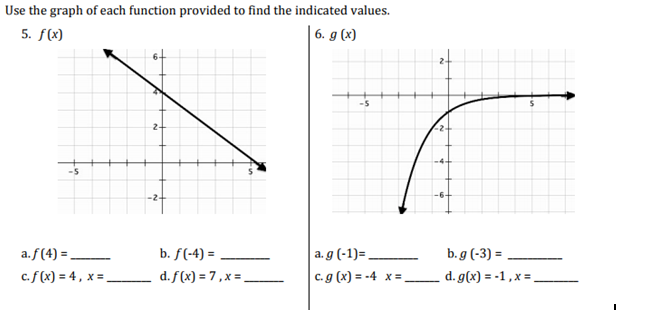 Use the graph of each function provided to find the indicated values.
5. f(x)
6
4
2
-5
5
-2
a. f (4) = ______
b. f(-4) = ______
c. f (x) = 4 , x = ______
d. f (x) = 7 , x = ______
6. g (x)
2
-5
5
-2
-4
-6
a. g (-1)= ______
b. g (-3) = ______
c. g (x) = -4 x = ______
d. g(x) = -1 , x = ______